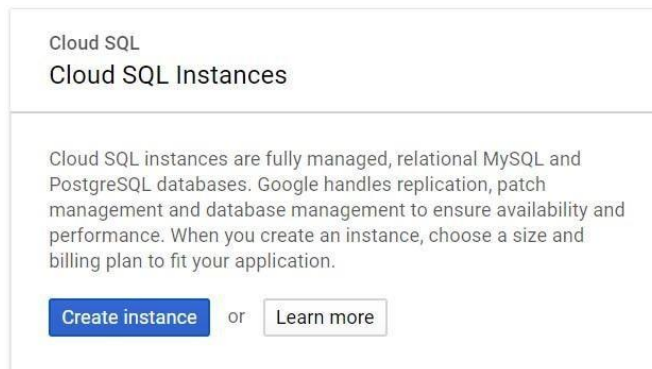 Cloud SQL
Cloud SQL Instances
Cloud SQL instances are fully managed, relational MySQL and
PostgreSQL databases. Google handles replication, patch
management and database management to ensure availability and
performance. When you create an instance, choose a size and
billing plan to fit your application.
Create instance or Learn more